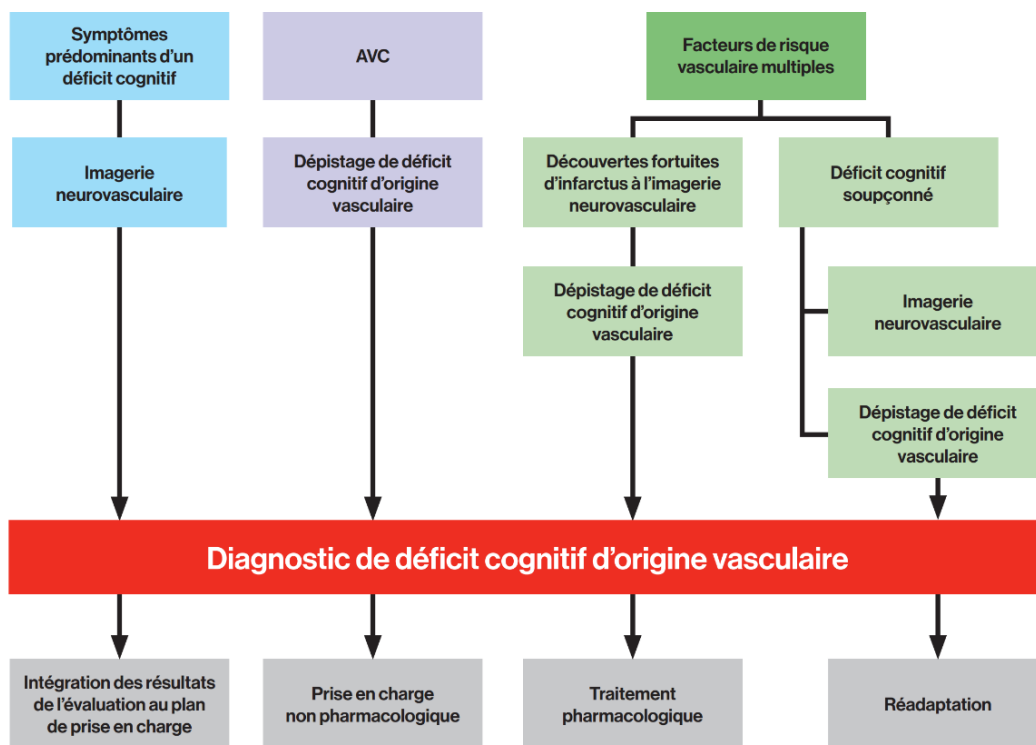 Symptômes
prédominants d’un
déficit cognitif
AVC
Facteurs de risque
vasculaire multiples
Imagerie
neurovasculaire
Dépistage de déficit
cognitif d’origine
vasculaire
Découvertes fortuites
d’infarctus à l’imagerie
neurovasculaire
Déficit cognitif
soupçonné
Dépistage de déficit
cognitif d’origine
vasculaire
Imagerie
neurovasculaire
Dépistage de déficit
cognitif d’origine
vasculaire
Diagnostic de déficit cognitif d’origine vasculaire
Intégration des résultats
de l’évaluation au plan
de prise en charge
Prise en charge
non pharmacologique
Traitement
pharmacologique
Réadaptation